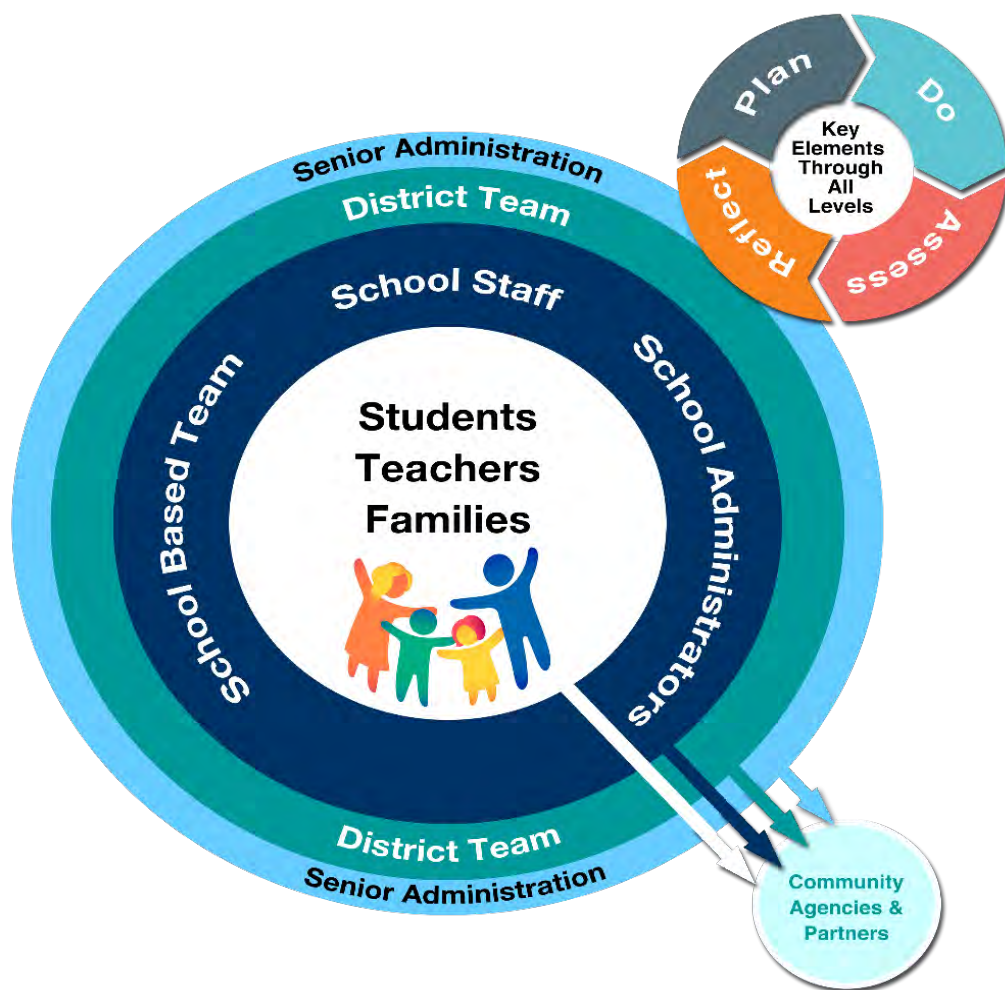 Plan
Do
Key
Elements
Through
All
Levels
Reflect
Assess
Senior Administration
District Team
School Staff
School Based Team
School Administrators
Students
Teachers
Families
District Team
Senior Administration
Community
Agencies &
Partners